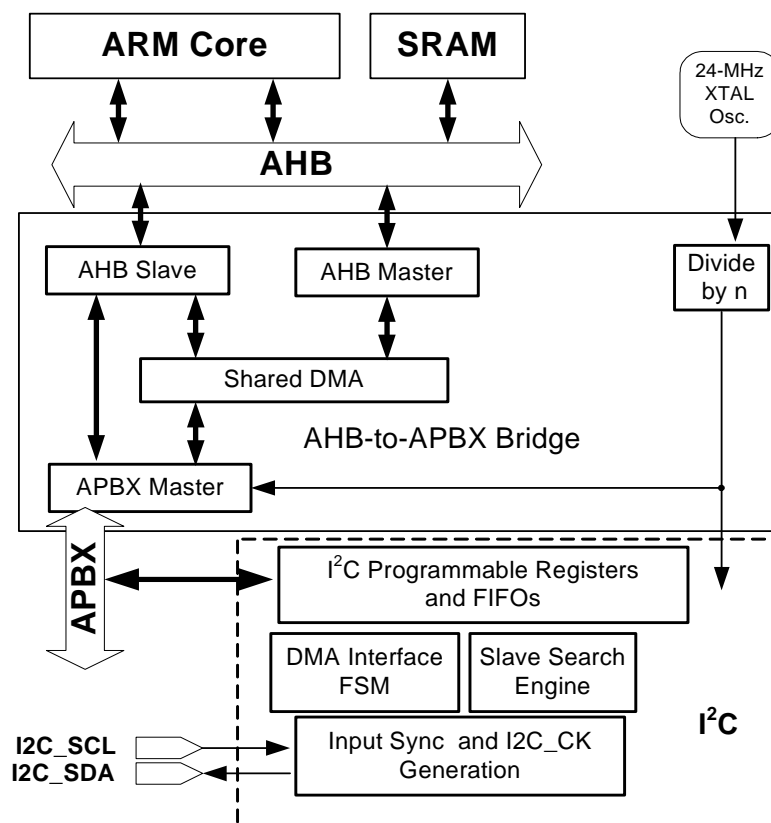 ARM Core
SRAM
24-MHz
XTAL
Osc.
AHB
AHB Slave
AHB Master
Divide
by n
Shared DMA
AHB-to-APBX Bridge
APBX Master
APBX
I²C Programmable Registers
and FIFOs
DMA Interface
FSM
Slave Search
Engine
I²C
I2C_SCL
I2C_SDA
Input Sync and I2C_CK
Generation